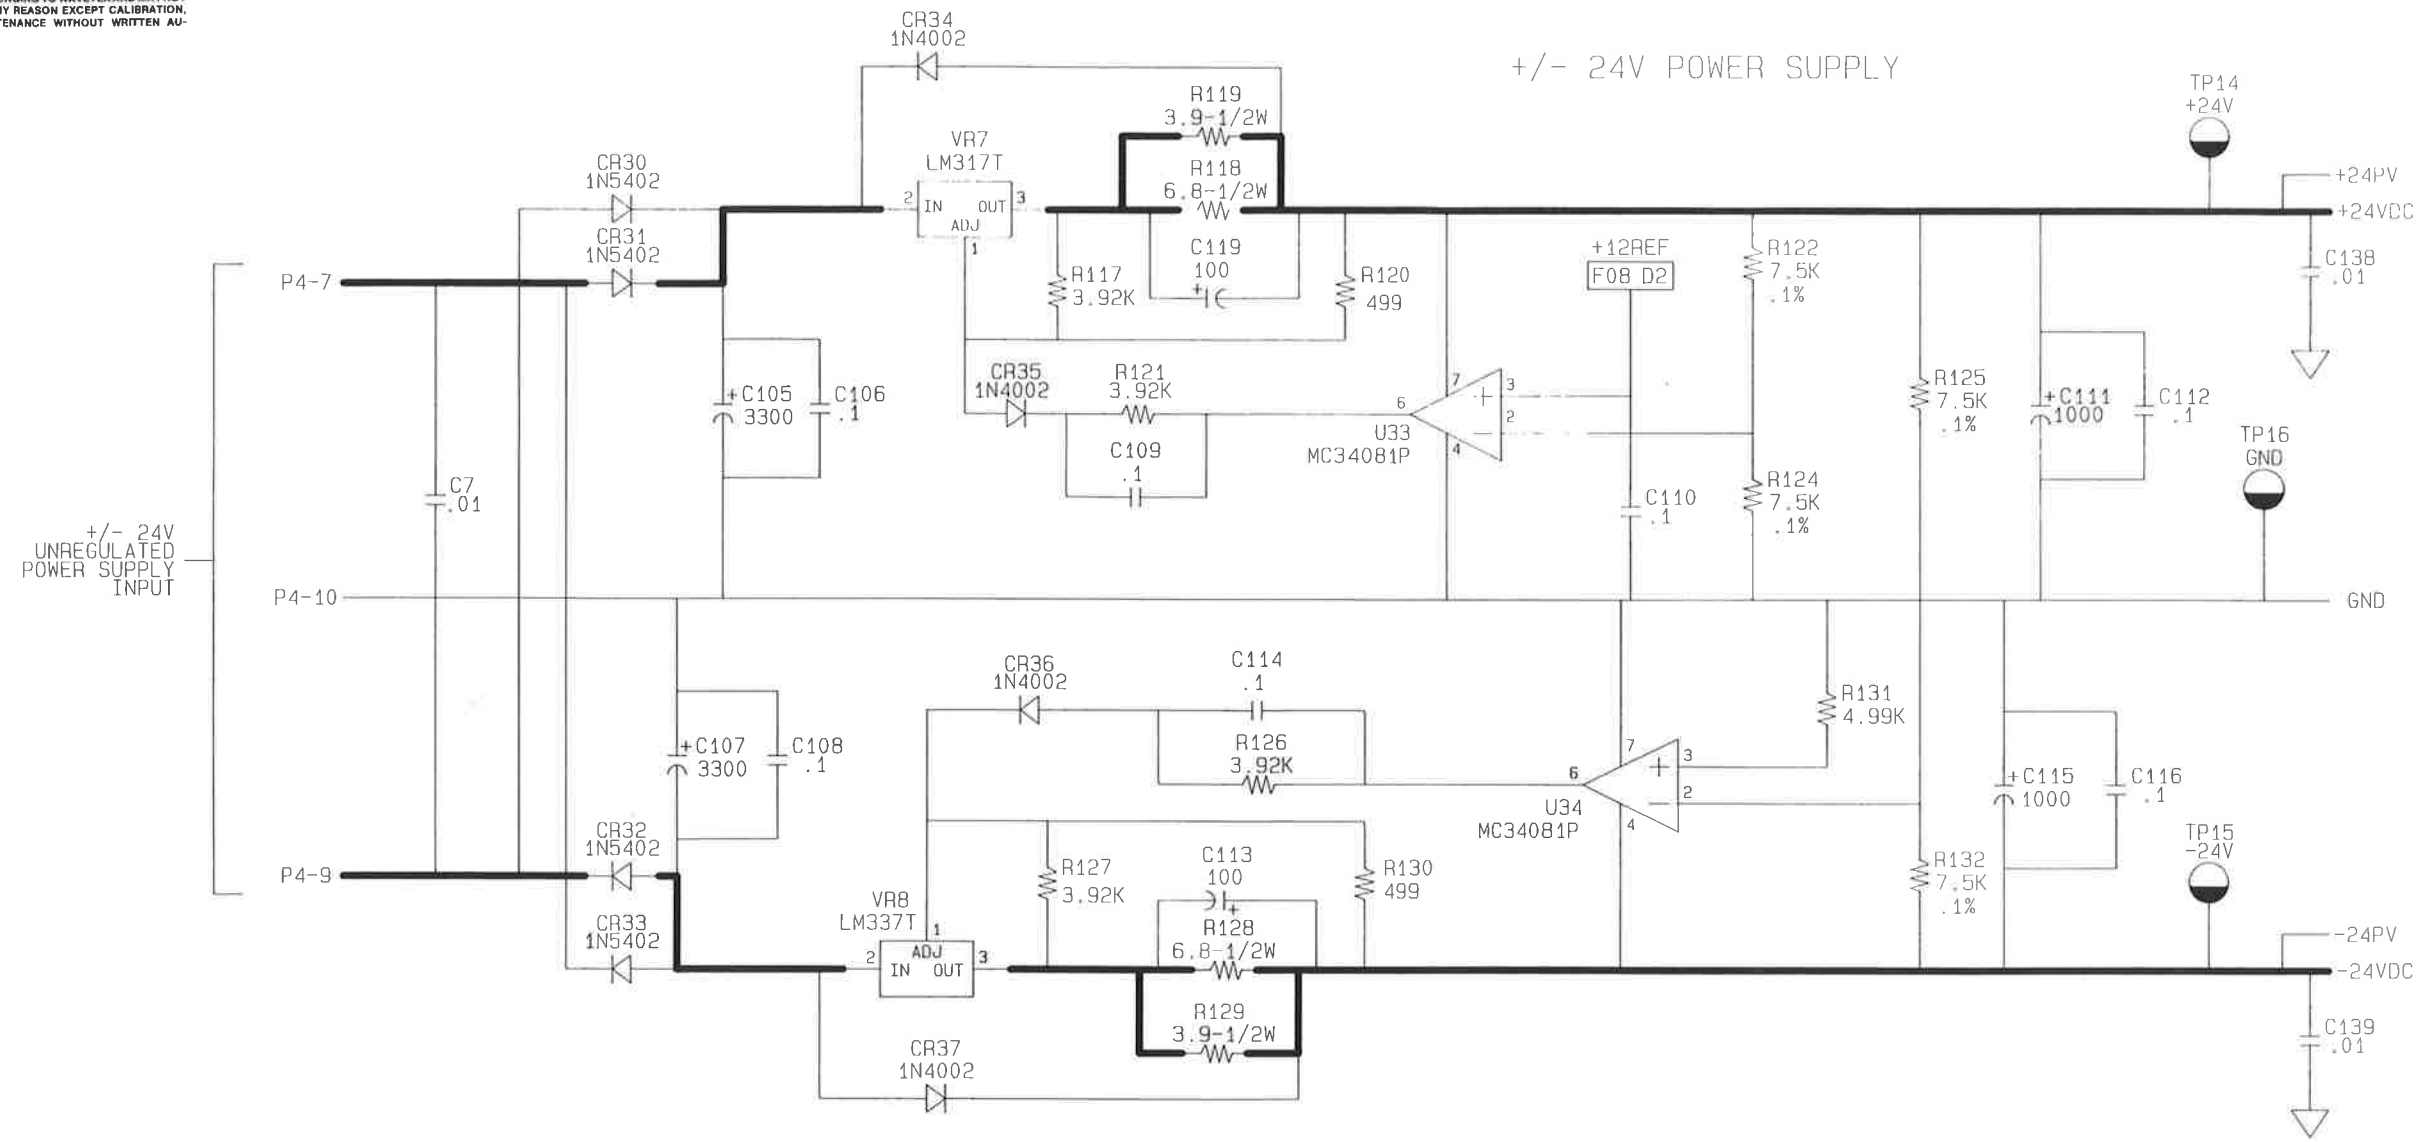 NY REASON EXCEPT CALIBRATION,
TENANCE WITHOUT WRITTEN AU-
+/- 24V POWER SUPPLY
CR34
1N4002
R119
3.9-1/2W
VR7
LM317T
R118
6.8-1/2W
2
IN
OUT
3
ADJ
1
CR30
1N5402
CR31
1N5402
TP14
+24V
+24PV
+24VDC
P4-7
R117
3.92K
C119
100
+
R120
499
+12REF
F08 D2
R122
7.5K
.1%
C138
.01
+
C105
3300
C106
.1
CR35
1N4002
R121
3.92K
C109
.1
7
6
3
+
2
-
4
U33
MC34081P
R125
7.5K
.1%
+
C111
1000
C112
.1
TP16
GND
C7
.01
C110
.1
R124
7.5K
.1%
+/- 24V
UNREGULATED
POWER SUPPLY
INPUT
P4-10
GND
CR36
1N4002
C114
.1
R131
4.99K
+
C107
3300
C108
.1
R126
3.92K
7
6
3
+
2
-
4
U34
MC34081P
+
C115
1000
C116
.1
CR32
1N5402
P4-9
R127
3.92K
C113
100
+
R130
499
R132
7.5K
.1%
TP15
-24V
VR8
LM337T
CR33
1N5402
1
ADJ
2
IN
OUT
3
R128
6.8-1/2W
-24PV
-24VDC
R129
3.9-1/2W
CR37
1N4002
C139
.01